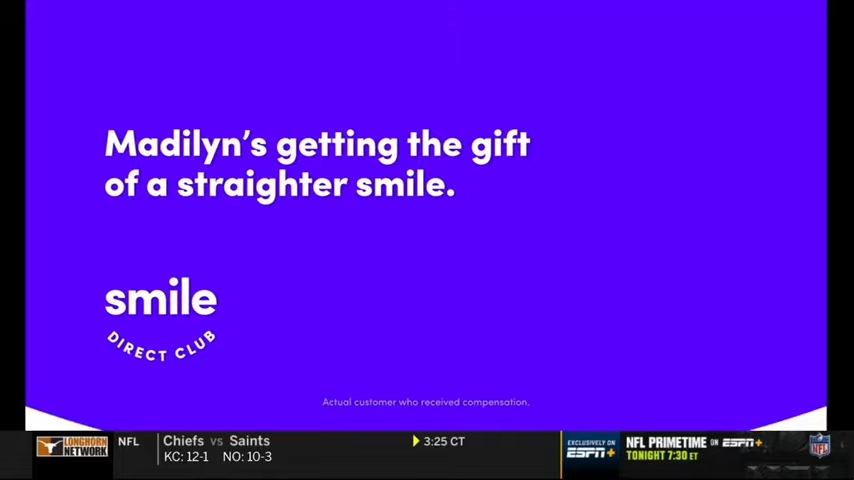 Madilyn's getting the gift
of a straighter smile.
smile
DIRECT CLUB
Actual customer who received compensation.
LONGHORN
NETWORK
NFL
Chiefs vs Saints
3:25 CT
KC: 12-1 NO: 10-3
EXCLUSIVELY ON
ESPN+
NFL PRIMETIME ON ESPN+
TONIGHT 7:30 ET
NFL